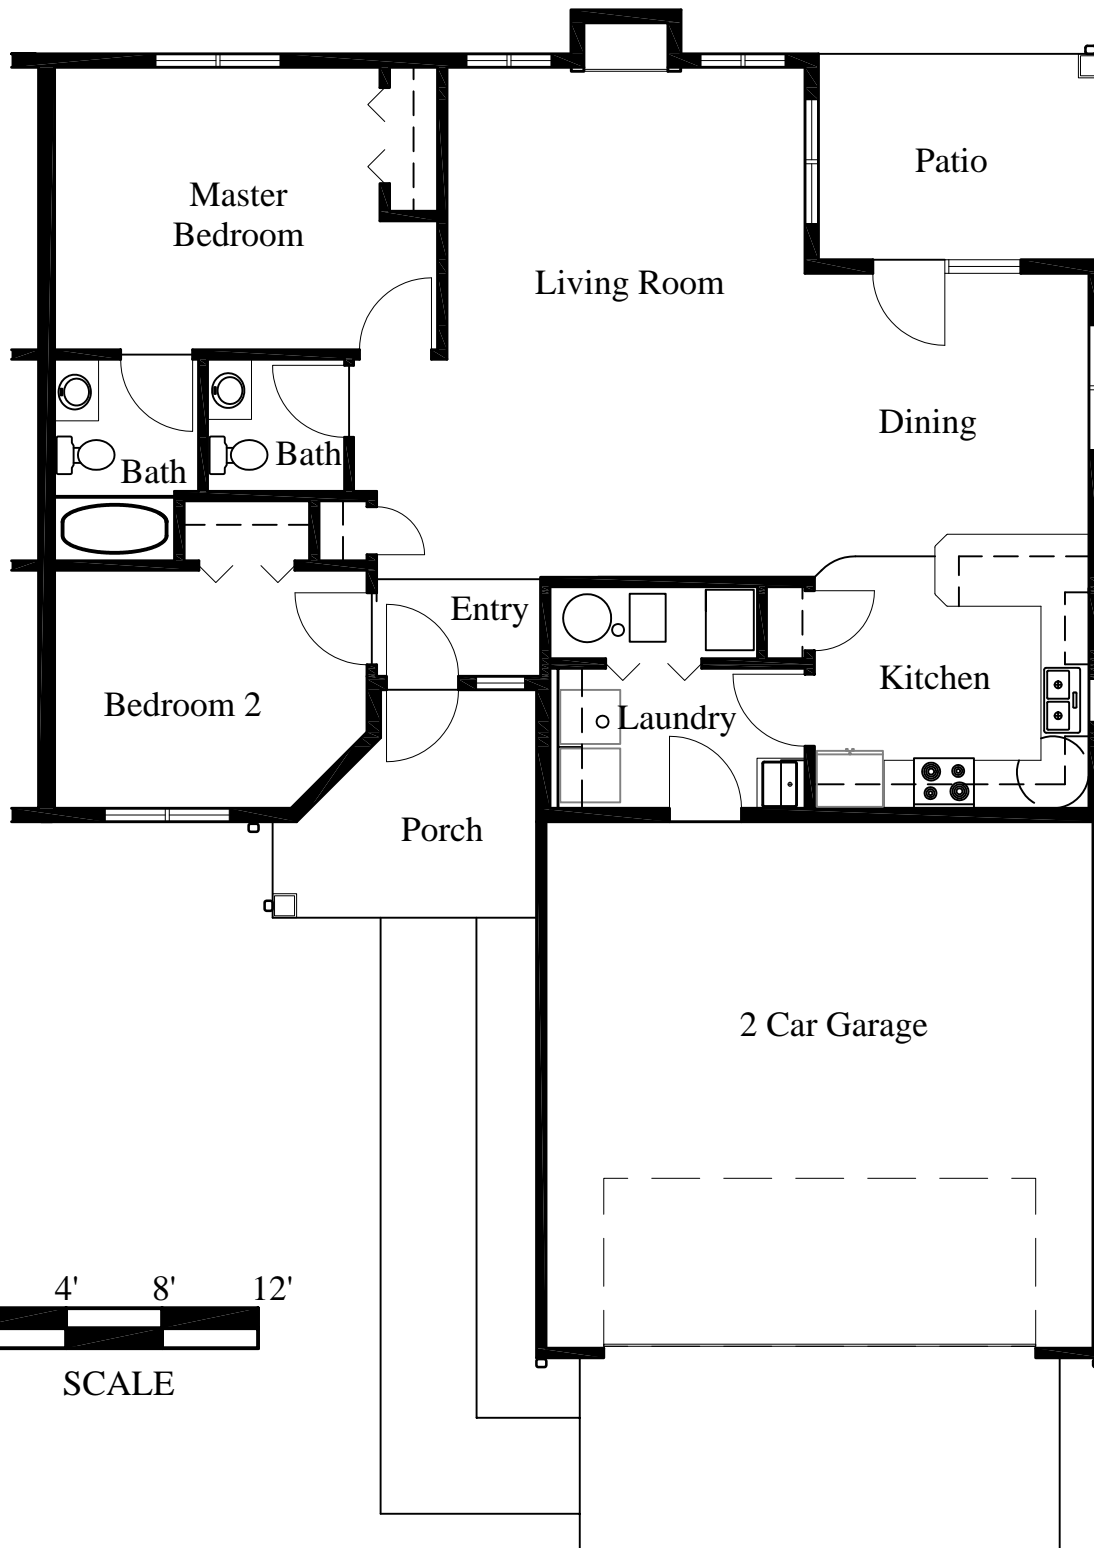 Patio
Master
Bedroom
Living Room
Dining
Bath
Bath
Entry
Kitchen
Bedroom 2
Laundry
Porch
2 Car Garage
4' 8' 12'
SCALE